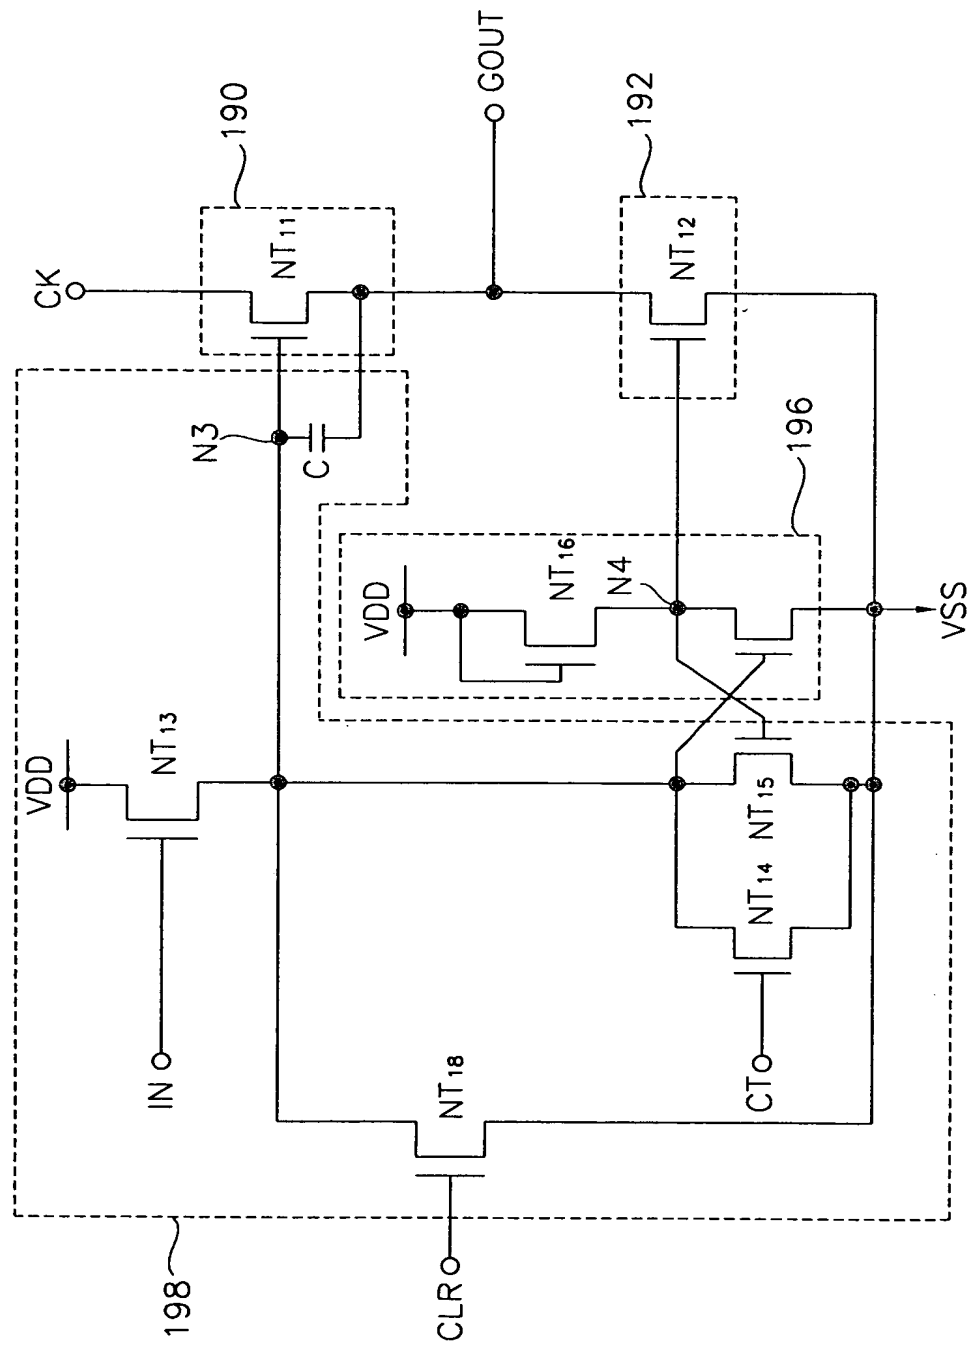 CK
190
NT11
GOUT
192
NT12
N3
C
196
VDD
NT16
N4
VSS
VDD
NT13
NT15
NT14
IN
NT18
CT
198
CLR